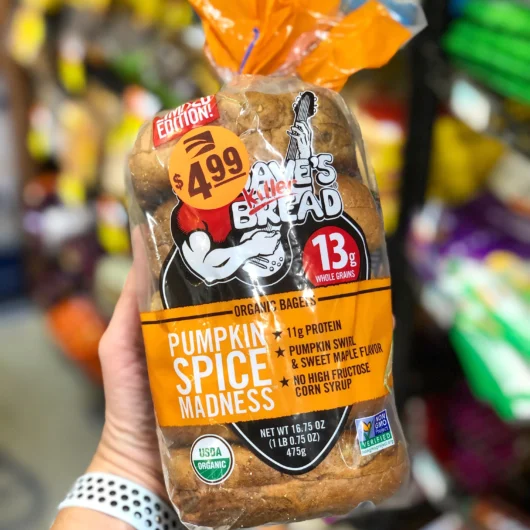 LIMITED
EDITION!
$4.99
DAVE'S
Killer
BREAD
13g
WHOLE GRAINS
ORGANIC BAGELS
PUMPKIN
SPICE
MADNESS
★ 11g PROTEIN
★ PUMPKIN SWIRL
& SWEET MAPLE FLAVOR
★ NO HIGH FRUCTOSE
CORN SYRUP
NET WT 16.75 OZ
(1 LB 0.75 OZ)
475g
USDA
ORGANIC
NON
GMO
VERIFIED